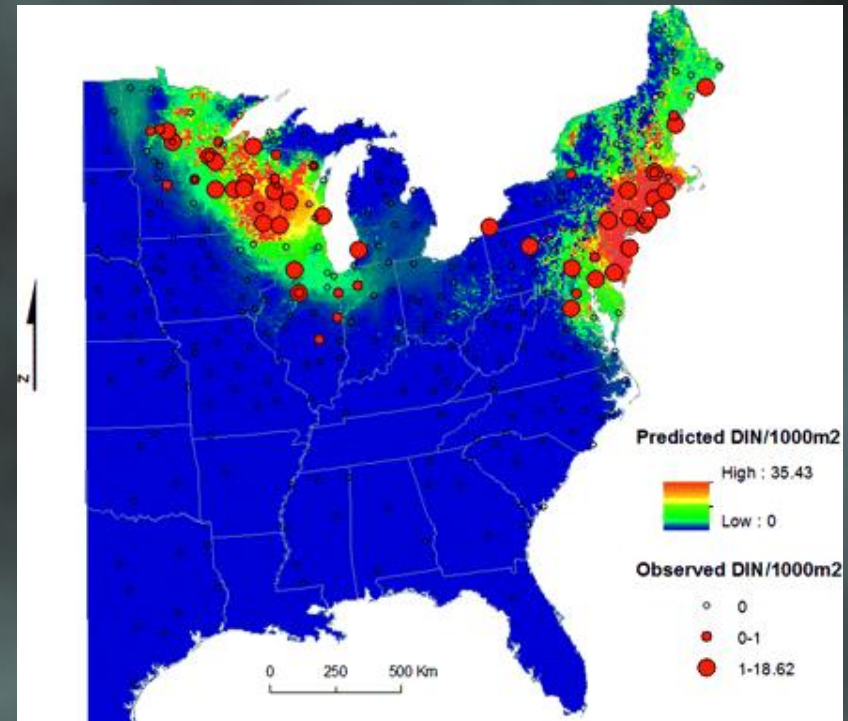 N
Predicted DIN/1000m2
High : 35.43
Low : 0
Observed DIN/1000m2
0
0-1
1-18.62
0 250 500 Km